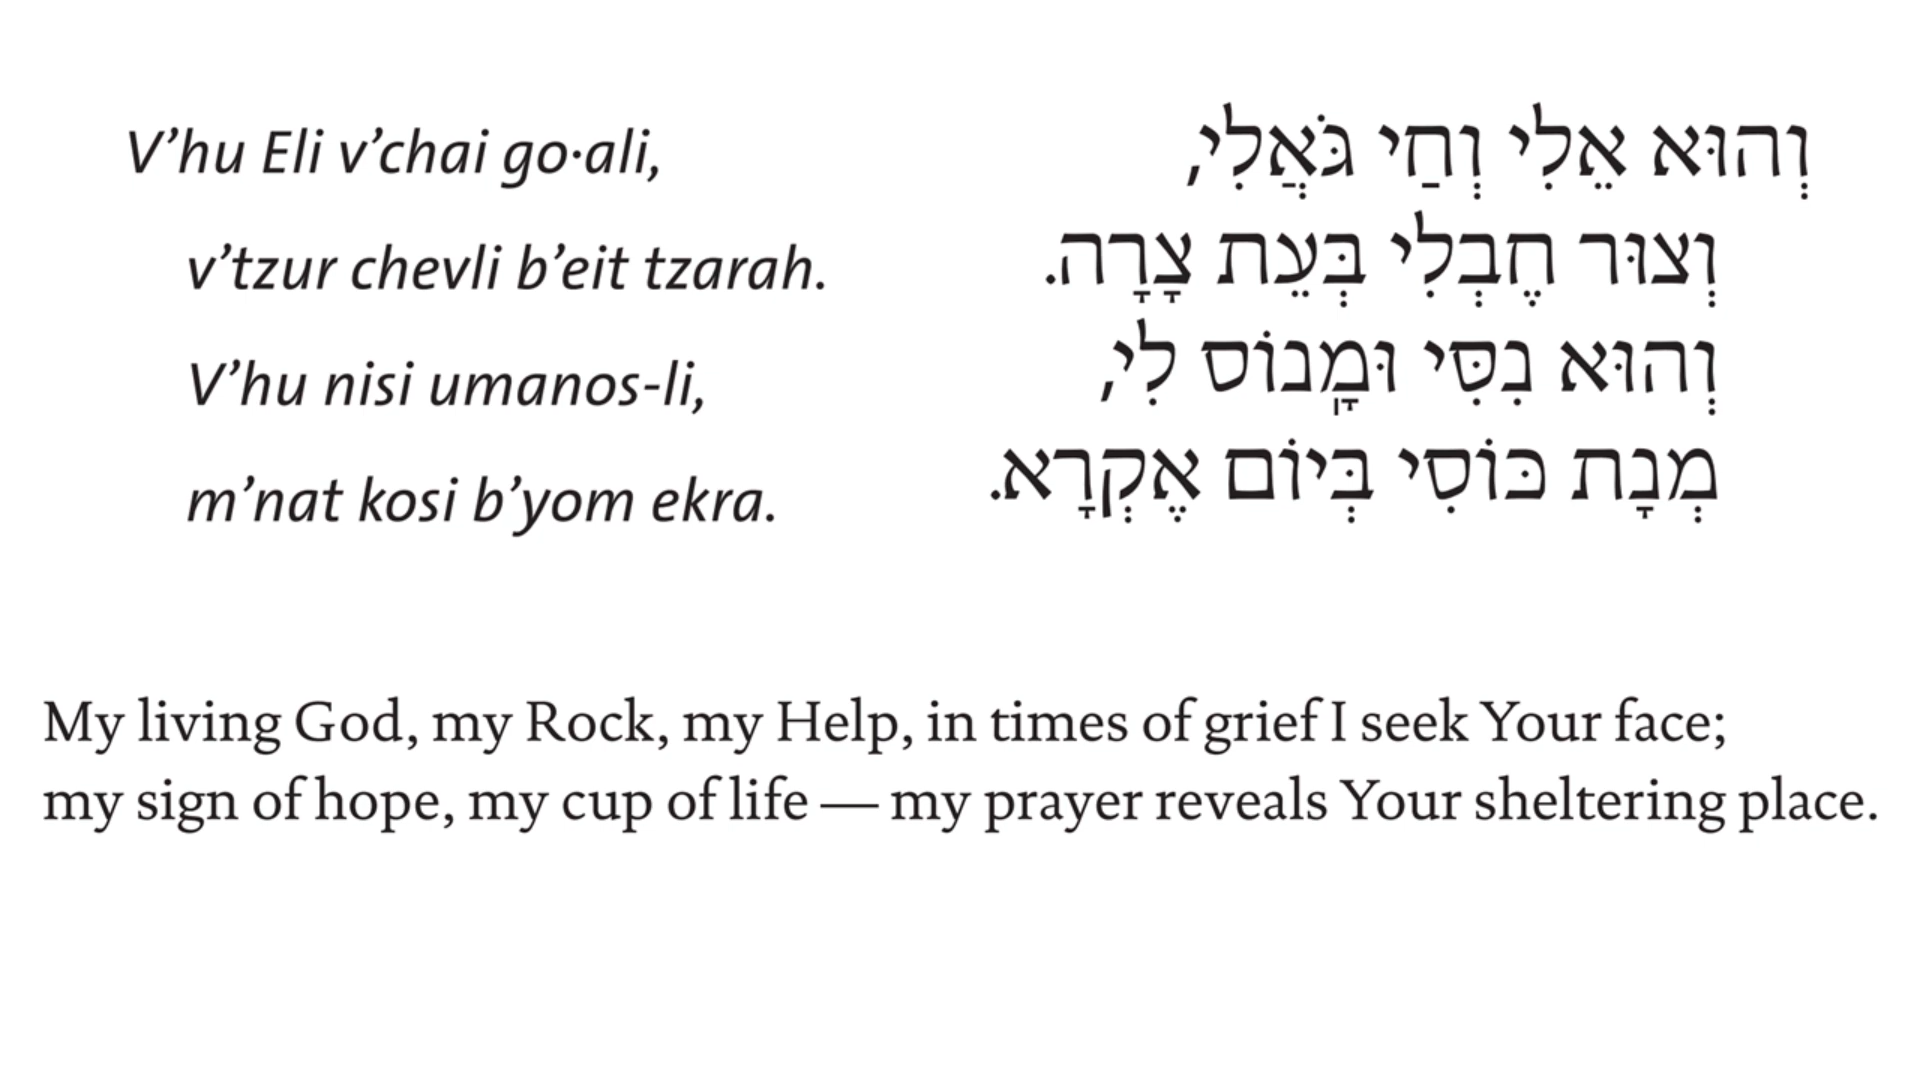 V’hu Eli v’chai go·ali,
v’tzur chevli b’eit tzarah.
V’hu nisi umanos-li,
m’nat kosi b’yom ekra.
וְהוּא אֵלִי וְחַי גֹּאֲלִי,
וְצוּר חֶבְלִי בְּעֵת צָרָה.
וְהוּא נִסִּי וּמָנוֹס לִי,
מְנָת כּוֹסִי בְּיוֹם אֶקְרָא.
My living God, my Rock, my Help, in times of grief I seek Your face;
my sign of hope, my cup of life — my prayer reveals Your sheltering place.